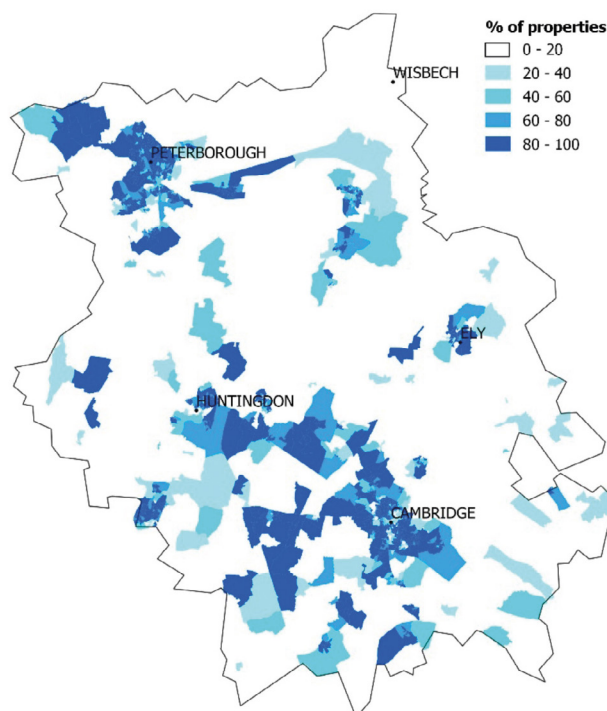 % of properties
0 - 20
20 - 40
40 - 60
60 - 80
80 - 100
WISBECH
PETERBOROUGH
ELY
HUNTINGDON
CAMBRIDGE